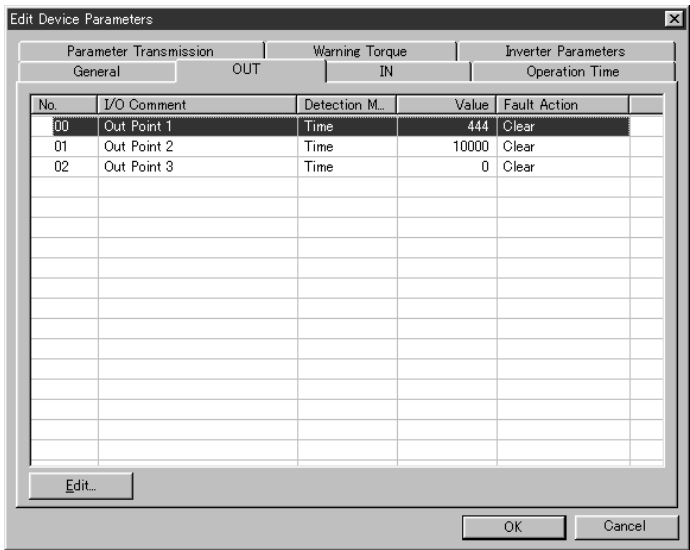 Edit Device Parameters
Parameter Transmission Warning Torque Inverter Parameters
General OUT IN Operation Time
No. I/O Comment Detection M... Value Fault Action
00 Out Point 1 Time 444 Clear
01 Out Point 2 Time 10000 Clear
02 Out Point 3 Time 0 Clear
Edit...
OK Cancel